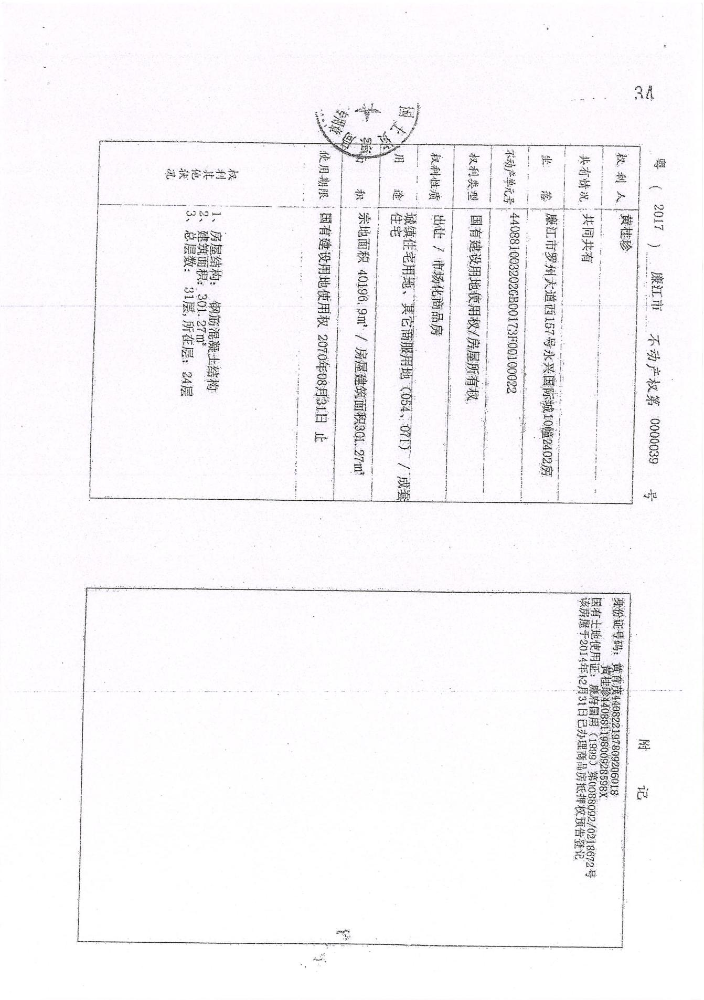 34
粤（2017）廉江市 不动产权第 0000039 号
权利人 黄桂珍
共有情况 共同共有
坐落 廉江市罗州大道西157号永兴国际城10幢2402房
不动产单元号 440881003202GB00173F00100022
权利类型 国有建设用地使用权/房屋所有权
权利性质 出让 / 市场化商品房
用途 城镇住宅用地、其它商服用地（054、071） / 成套
住宅
面积 宗地面积 40196.9㎡ / 房屋建筑面积301.27㎡
使用期限 国有建设用地使用权 2070年08月31日 止
权利其他状况
1、房屋结构： 钢筋混凝土结构
2、建筑面积：301.27㎡
3、总层数： 31层，所在层：24层
国土资源局
专用章
附 记
身份证号码： 黄育440822197809206018
黄桂珍44088119800928598X
国有土地使用证： 廉府国用（1999）第0088092/0218672号
该房屋于2014年12月31日已办理商品房抵押权预告登记